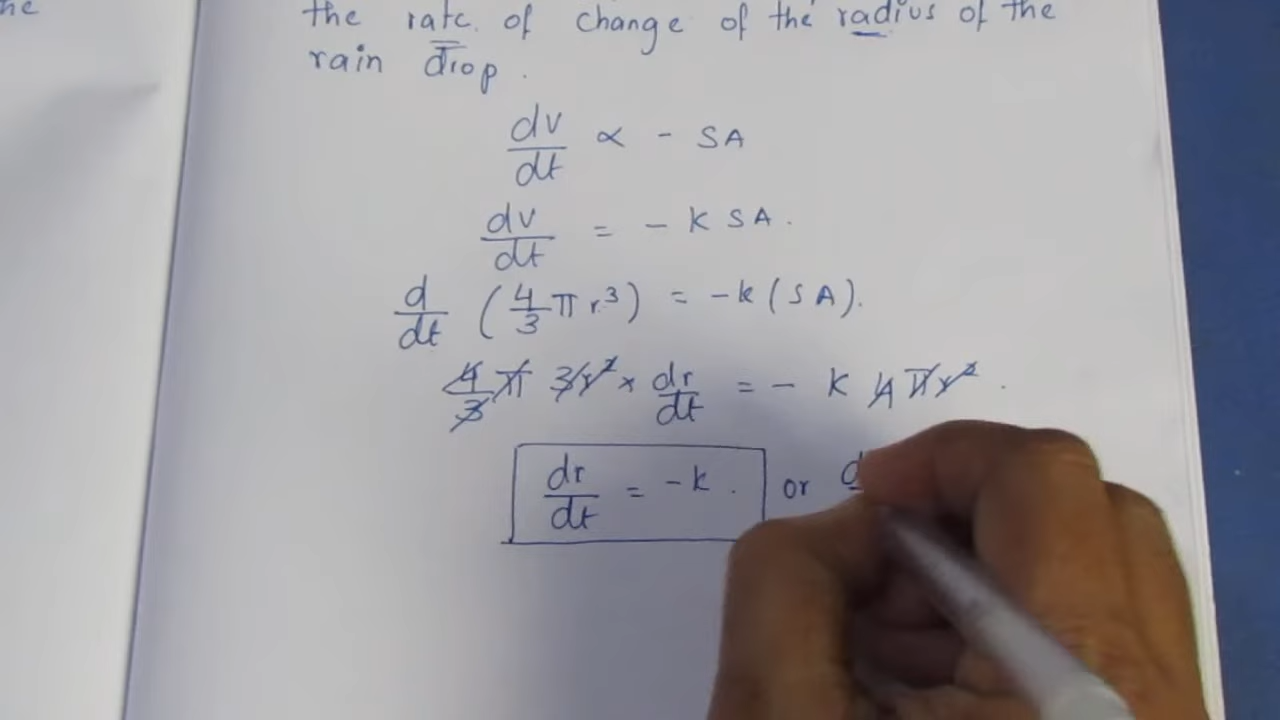 he
the rate. of change of the radius of the
rain drop.
dv/dt ∝ - SA
dv/dt = - K SA.
d/dt (4/3 π r³) = -k (SA).
4/3 π 3r² × dr/dt = - K 4πr².
dr/dt = -k. or d